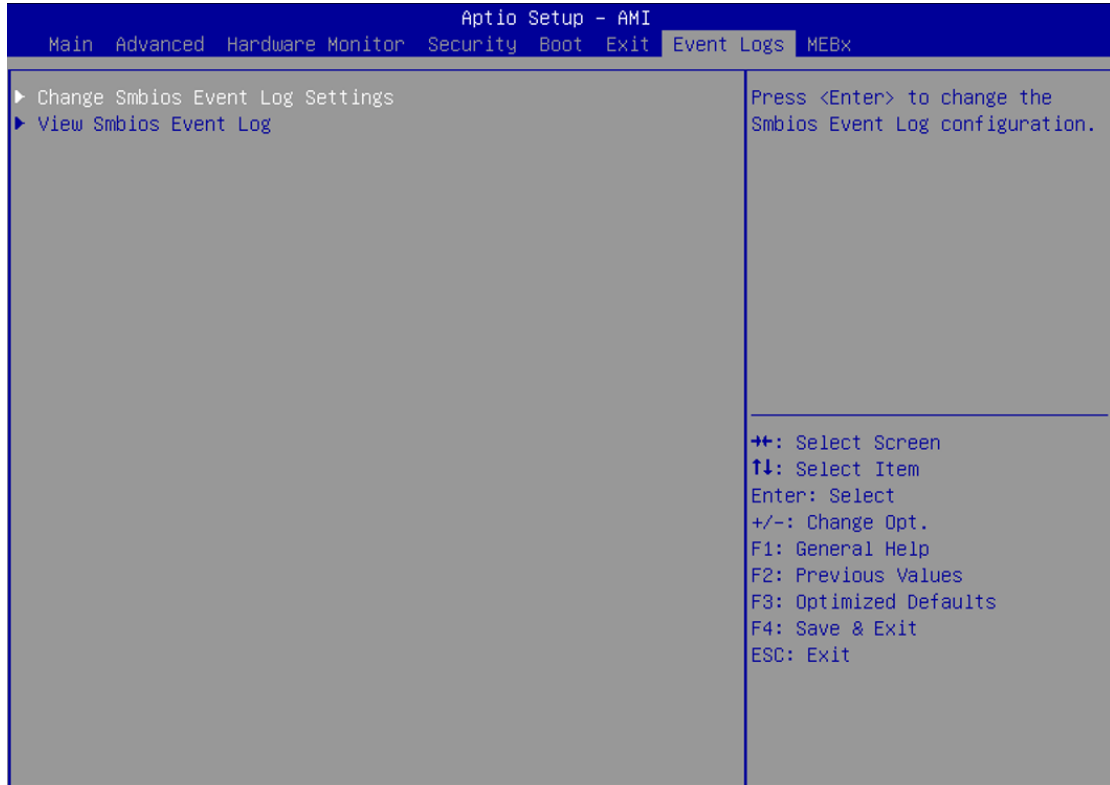 Aptio Setup – AMI
Main Advanced Hardware Monitor Security Boot Exit Event Logs MEBx
▶ Change Smbios Event Log Settings
▶ View Smbios Event Log
Press <Enter> to change the
Smbios Event Log configuration.
→←: Select Screen
↑↓: Select Item
Enter: Select
+/-: Change Opt.
F1: General Help
F2: Previous Values
F3: Optimized Defaults
F4: Save & Exit
ESC: Exit